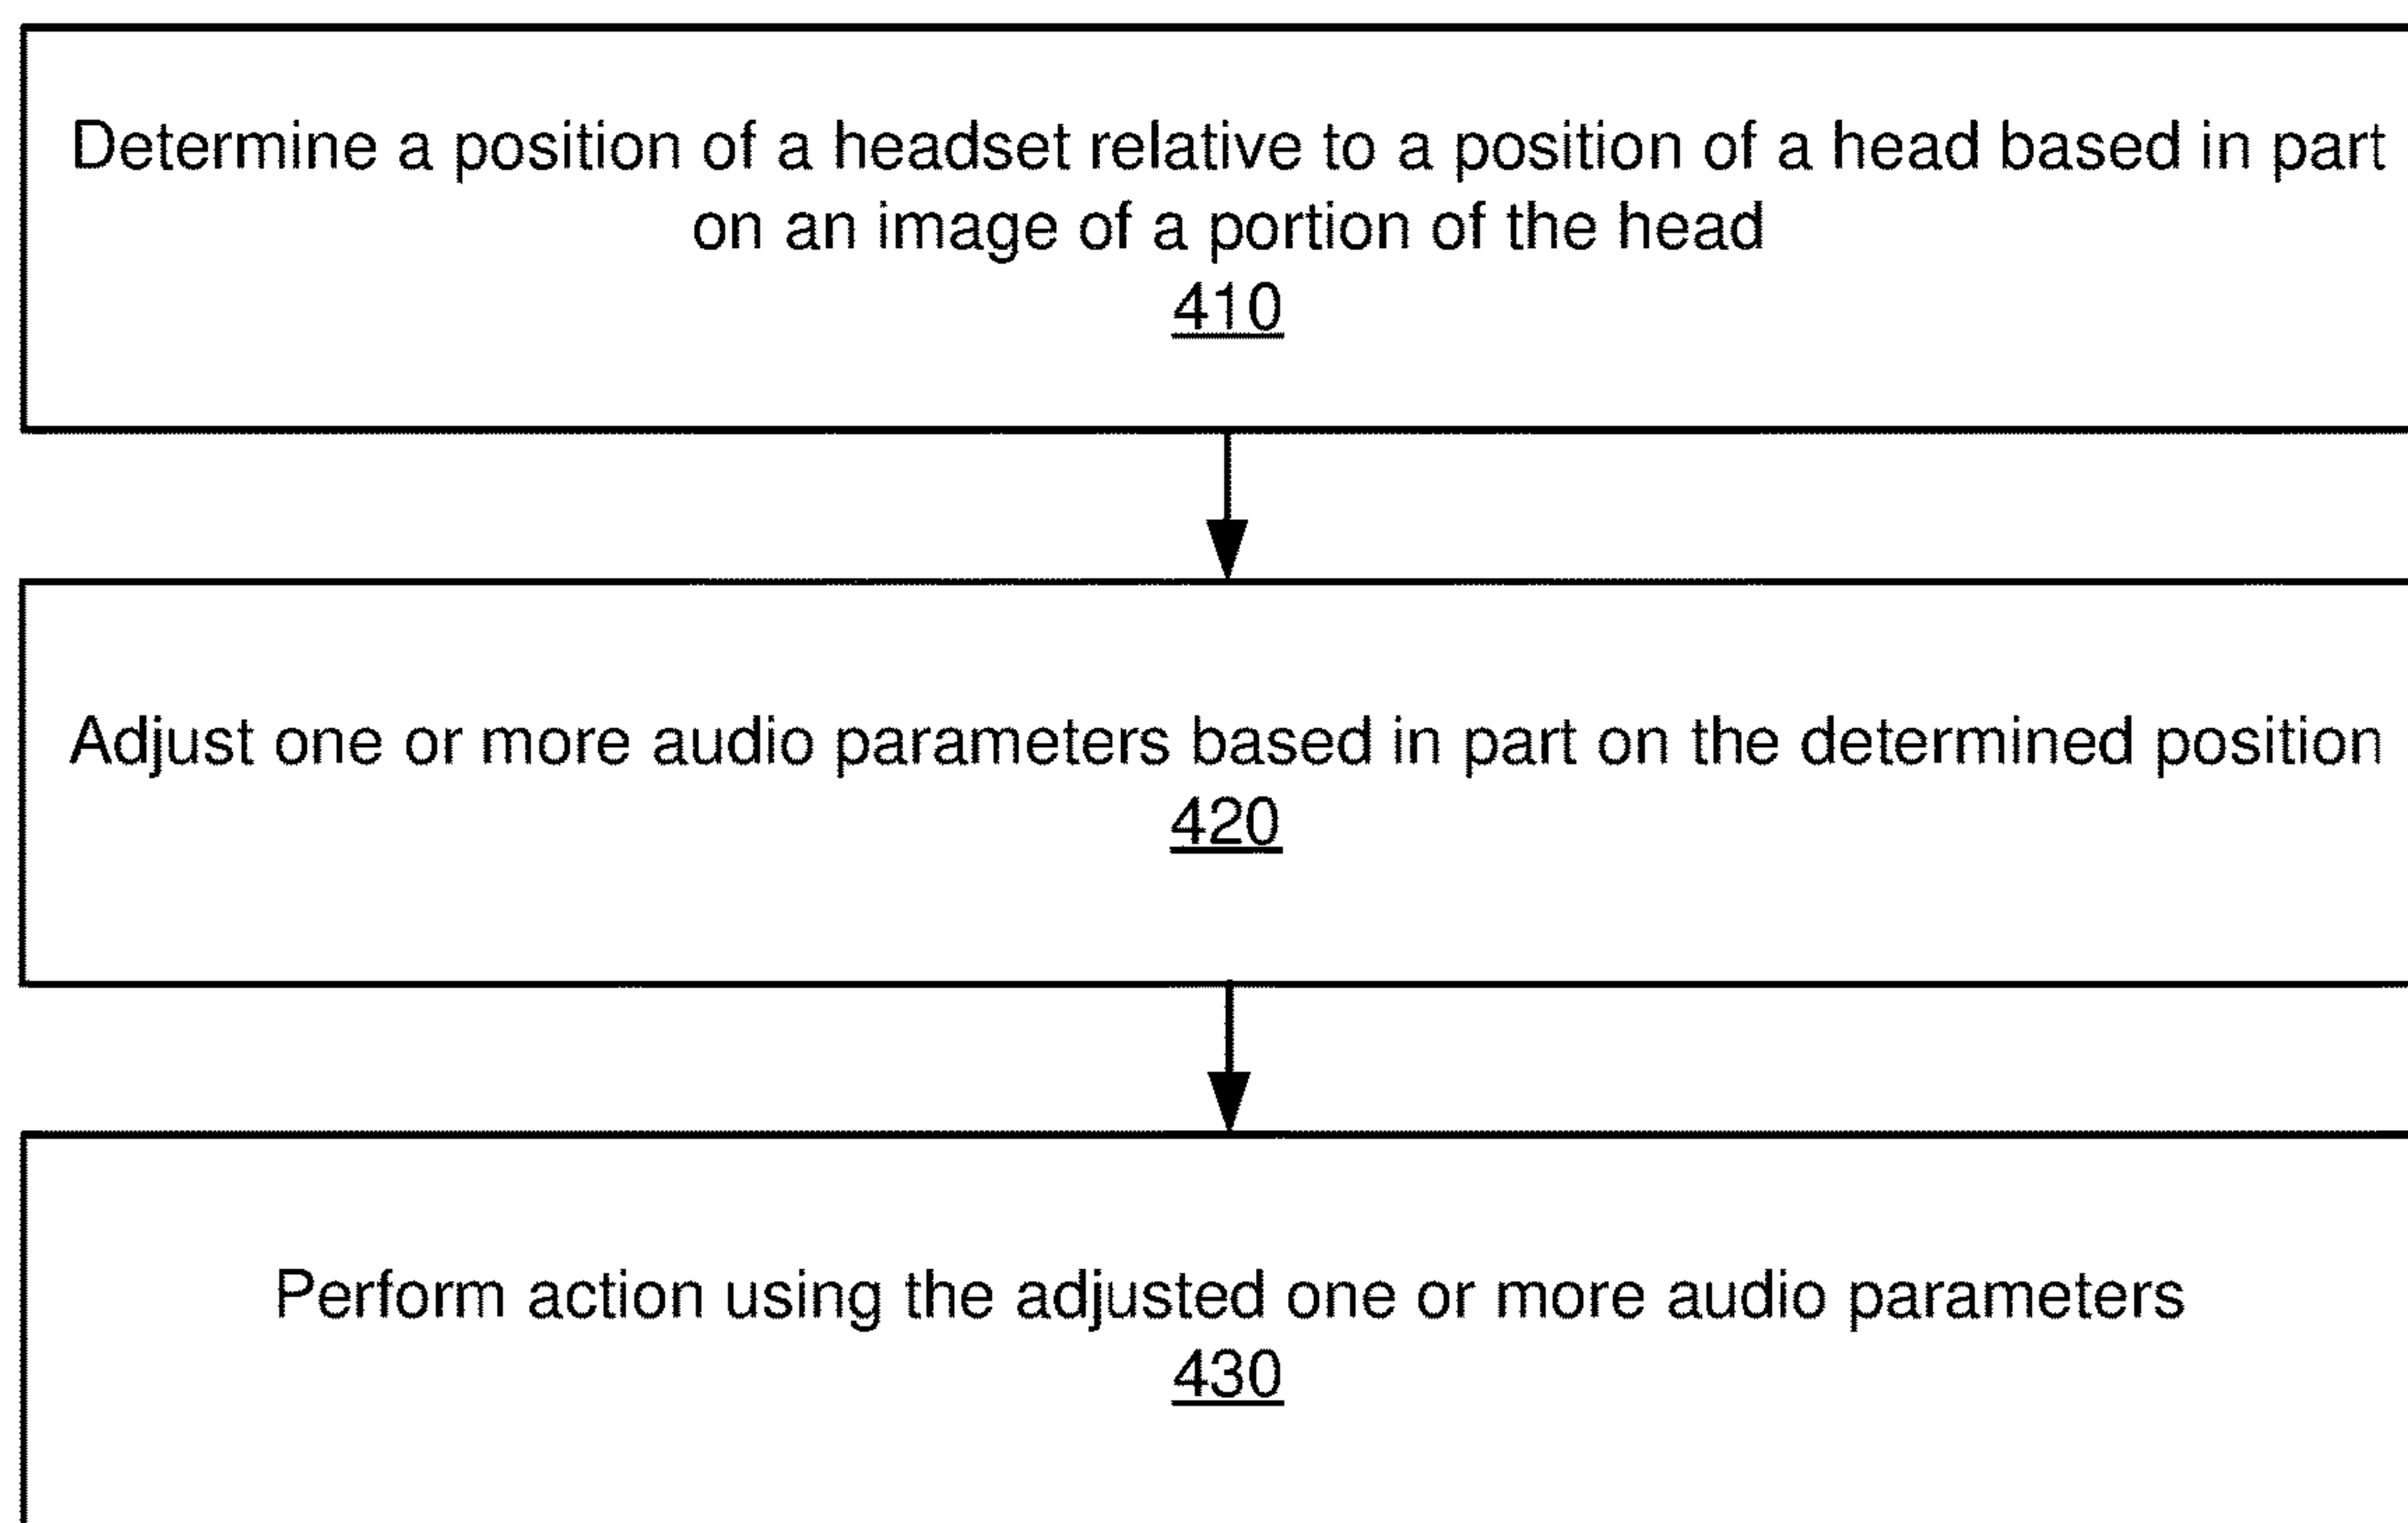 Determine a position of a headset relative to a position of a head based in part
on an image of a portion of the head
410
Adjust one or more audio parameters based in part on the determined position
420
Perform action using the adjusted one or more audio parameters
430